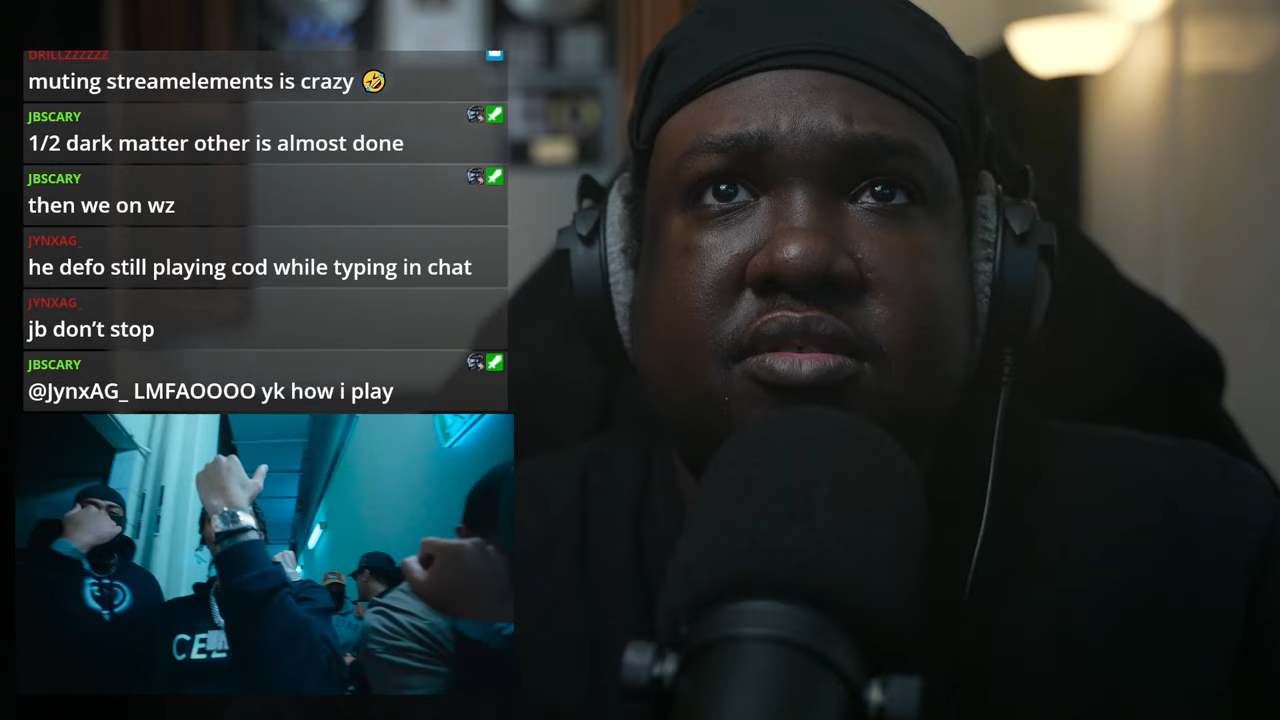 DRILLZZZZZZ
muting streamelements is crazy 🤣
JBSCARY
1/2 dark matter other is almost done
JBSCARY
then we on wz
JYNXAG_
he defo still playing cod while typing in chat
JYNXAG_
jb don’t stop
JBSCARY
@JynxAG_ LMFAOOOO yk how i play